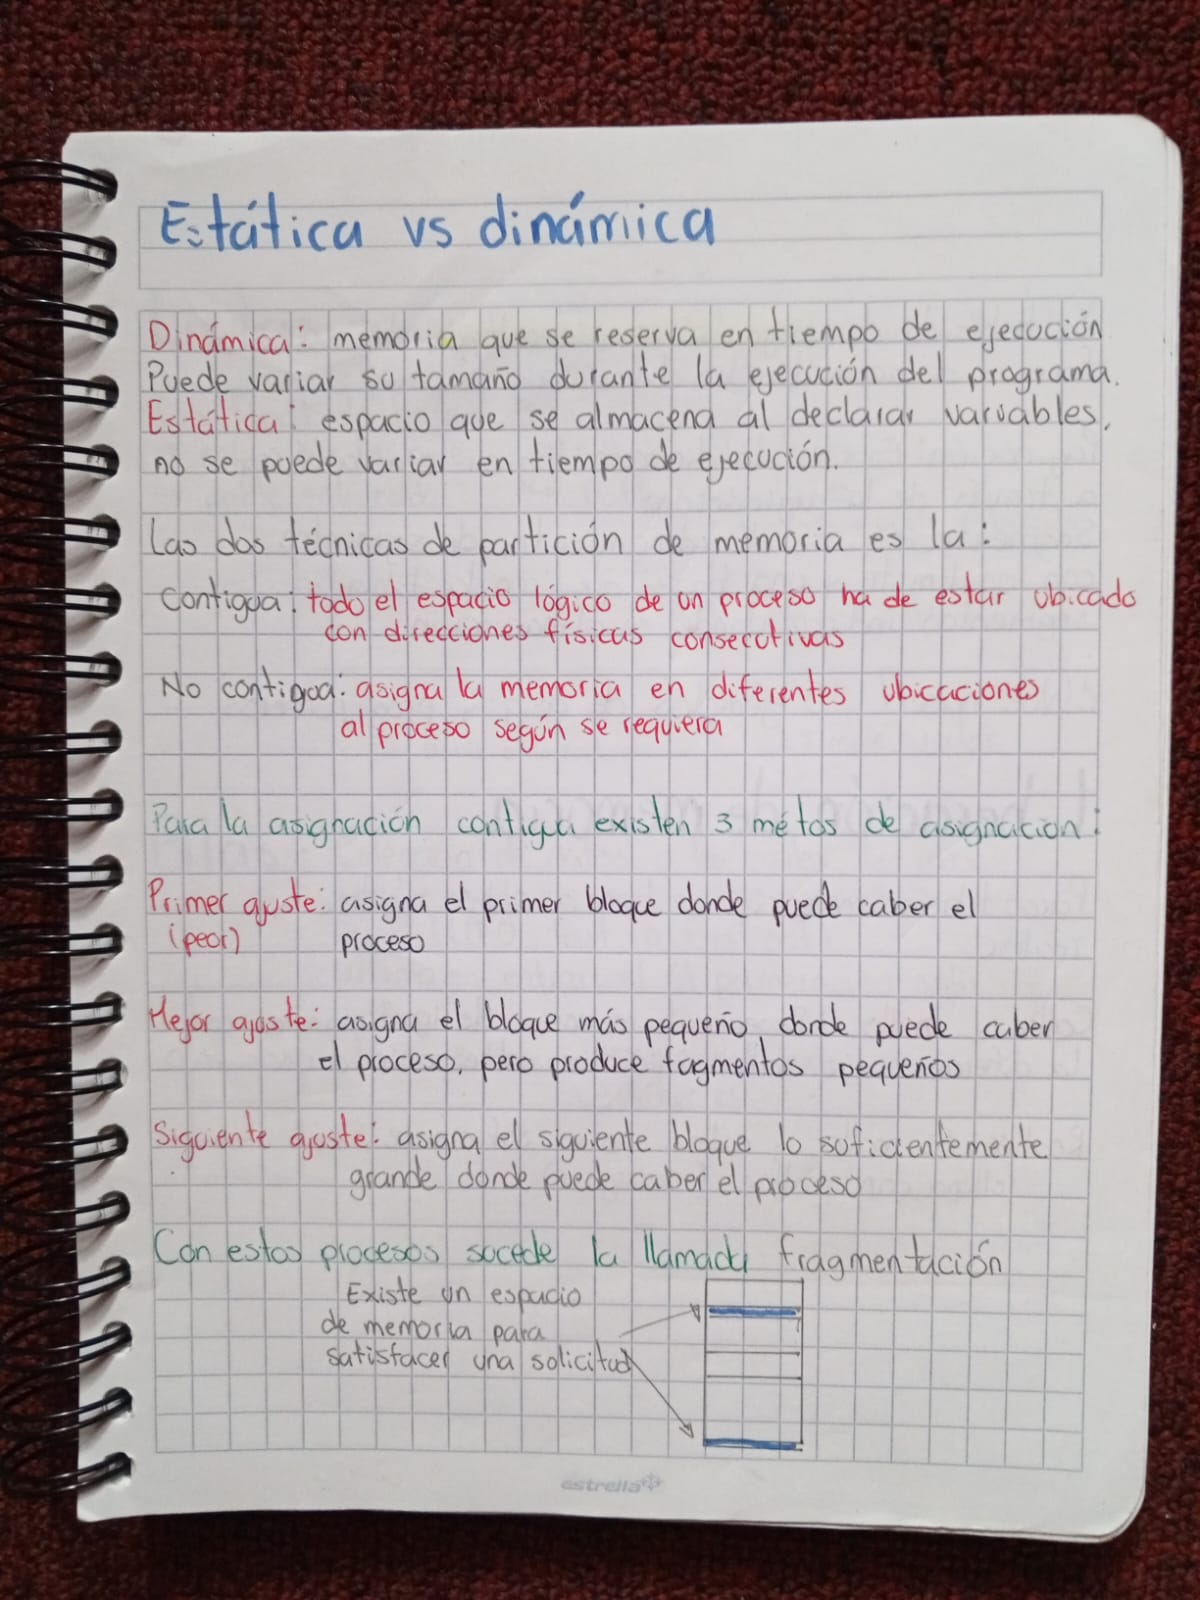 Estática vs dinámica
Dinámica: memoria que se reserva en tiempo de ejecución
Puede variar su tamaño durante la ejecución del programa.
Estática: espacio que se almacena al declarar variables,
no se puede variar en tiempo de ejecución.
Las dos técnicas de partición de memoria es la:
Contigua: todo el espacio lógico de un proceso ha de estar ubicado
con direcciones físicas consecutivas
No contigua: asigna la memoria en diferentes ubicaciones
al proceso según se requiera
Para la asignación contigua existen 3 métos de asignacion:
Primer ajuste: asigna el primer bloque donde puede caber el
(peor) proceso
Mejor ajuste: asigna el bloque más pequeño donde puede caber
el proceso, pero produce fagmentos pequeños
Siguiente ajuste: asigna el siguiente bloque lo suficientemente
grande donde puede caber el proceso
Con estos procesos sucede la llamada fragmentación
Existe un espacio
de memoria para
satisfacer una solicitud
estrella